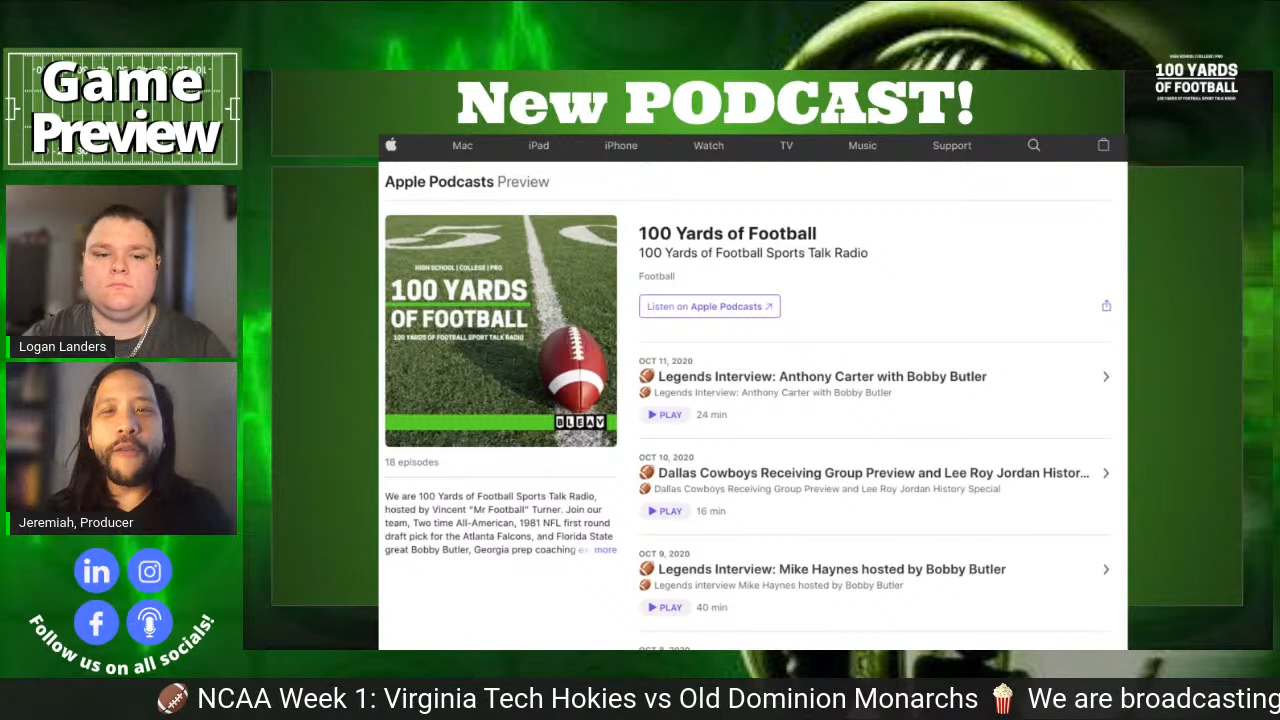 Game
Preview
New PODCAST!
100 YARDS
OF FOOTBALL
Mac iPad iPhone Watch TV Music Support
Apple Podcasts Preview
HIGH SCHOOL | COLLEGE | PRO
100 YARDS
OF FOOTBALL
100 YARDS OF FOOTBALL SPORT TALK RADIO
BLEAV
18 episodes
We are 100 Yards of Football Sports Talk Radio,
hosted by Vincent “Mr Football” Turner. Join our
team, Two time All-American, 1981 NFL first round
draft pick for the Atlanta Falcons, and Florida State
great Bobby Butler, Georgia prep coaching more
100 Yards of Football
100 Yards of Football Sports Talk Radio
Football
Listen on Apple Podcasts ↗
OCT 11, 2020
🏈 Legends Interview: Anthony Carter with Bobby Butler
🏈 Legends Interview: Anthony Carter with Bobby Butler
PLAY 24 min
OCT 10, 2020
🏈 Dallas Cowboys Receiving Group Preview and Lee Roy Jordan Histor...
🏈 Dallas Cowboys Receiving Group Preview and Lee Roy Jordan History Special
PLAY 16 min
OCT 9, 2020
🏈 Legends Interview: Mike Haynes hosted by Bobby Butler
🏈 Legends interview Mike Haynes hosted by Bobby Butler
PLAY 40 min
Logan Landers
Jeremiah, Producer
in
f
Follow us on all socials!
🏈 NCAA Week 1: Virginia Tech Hokies vs Old Dominion Monarchs 🍿 We are broadcasting